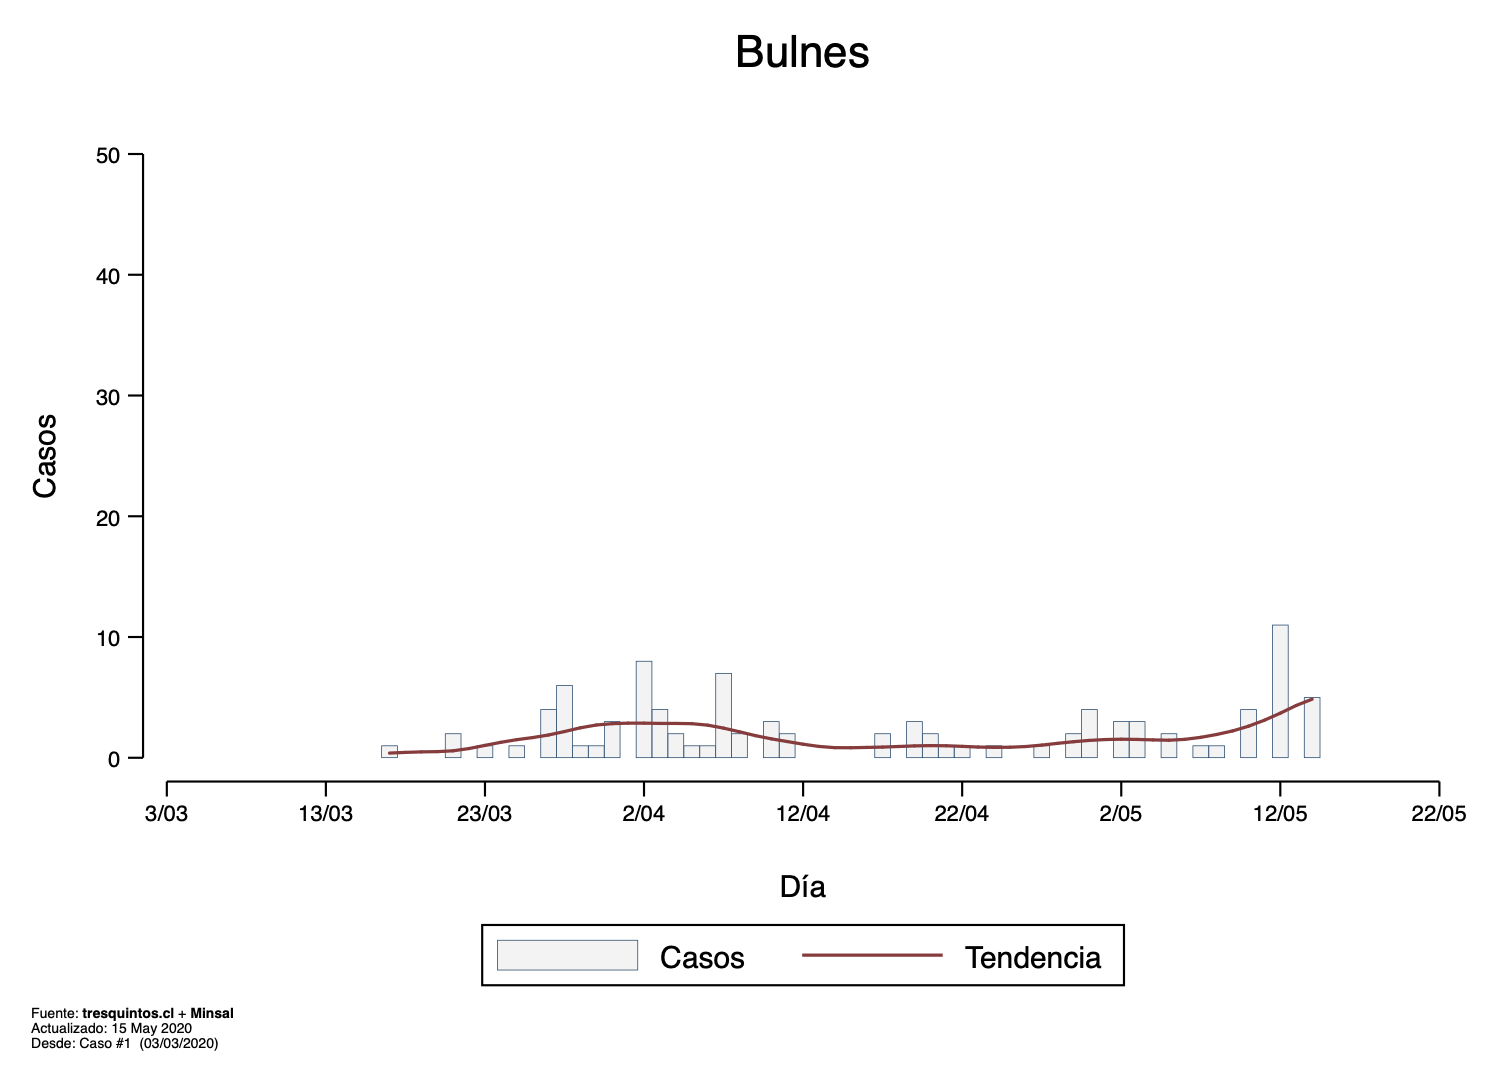 Bulnes
50
40
30
20
10
0
Casos
3/03 13/03 23/03 2/04 12/04 22/04 2/05 12/05 22/05
Día
Casos Tendencia
Fuente: tresquintos.cl + Minsal
Actualizado: 15 May 2020
Desde: Caso #1 (03/03/2020)